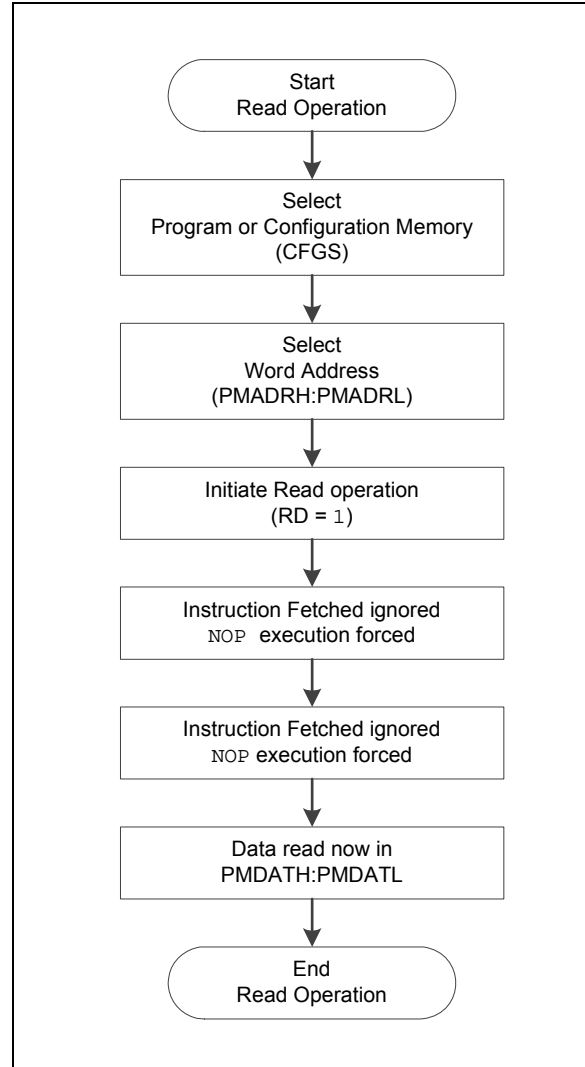 Start
Read Operation
Select
Program or Configuration Memory
(CFGS)
Select
Word Address
(PMADRH:PMADRL)
Initiate Read operation
(RD = 1)
Instruction Fetched ignored
NOP execution forced
Instruction Fetched ignored
NOP execution forced
Data read now in
PMDATH:PMDATL
End
Read Operation